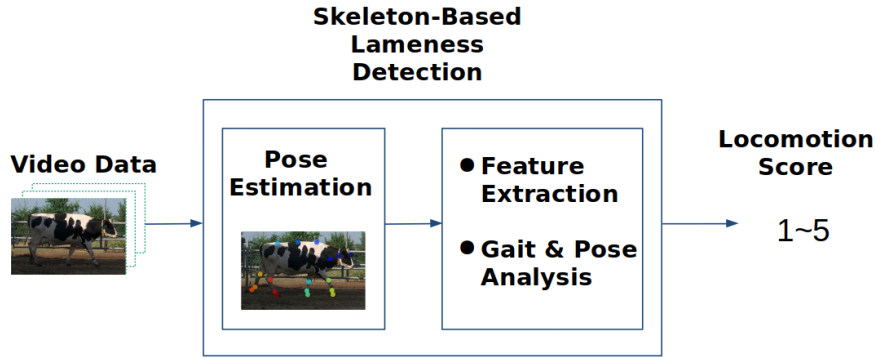 Skeleton-Based
Lameness
Detection
Video Data
Pose
Estimation
● Feature
Extraction
● Gait & Pose
Analysis
Locomotion
Score
1~5